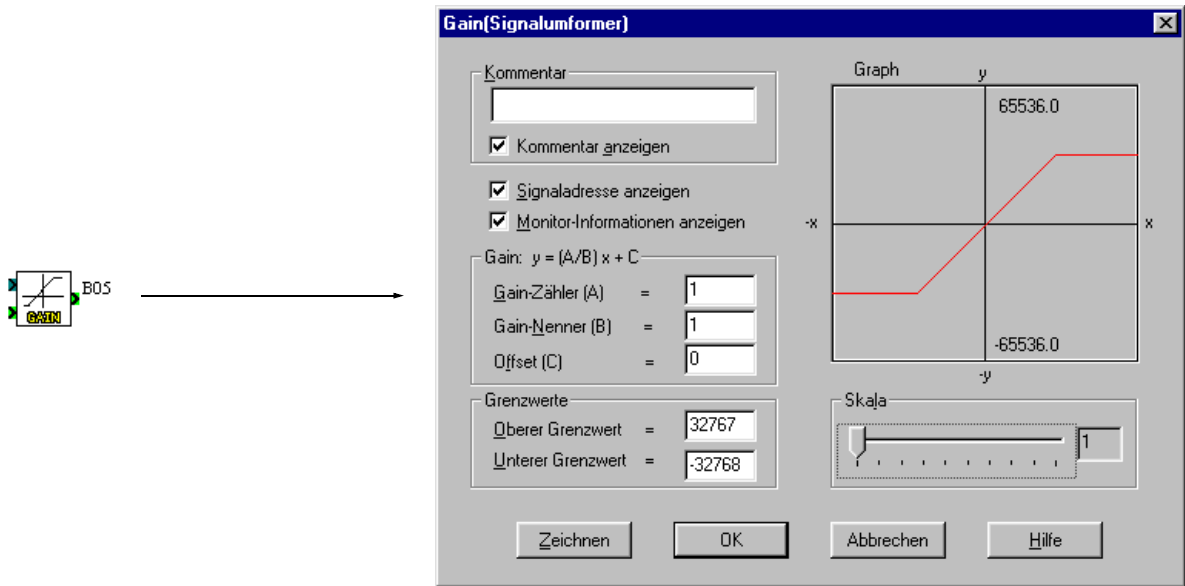 B05
GAIN
Gain(Signalumformer)
Kommentar
Kommentar anzeigen
Signaladresse anzeigen
Monitor-Informationen anzeigen
Gain: y = (A/B) x + C
Gain-Zähler (A) = 1
Gain-Nenner (B) = 1
Offset (C) = 0
Grenzwerte
Oberer Grenzwert = 32767
Unterer Grenzwert = -32768
Graph
y
65536.0
-x
x
-65536.0
-y
Skala
1
Zeichnen
OK
Abbrechen
Hilfe